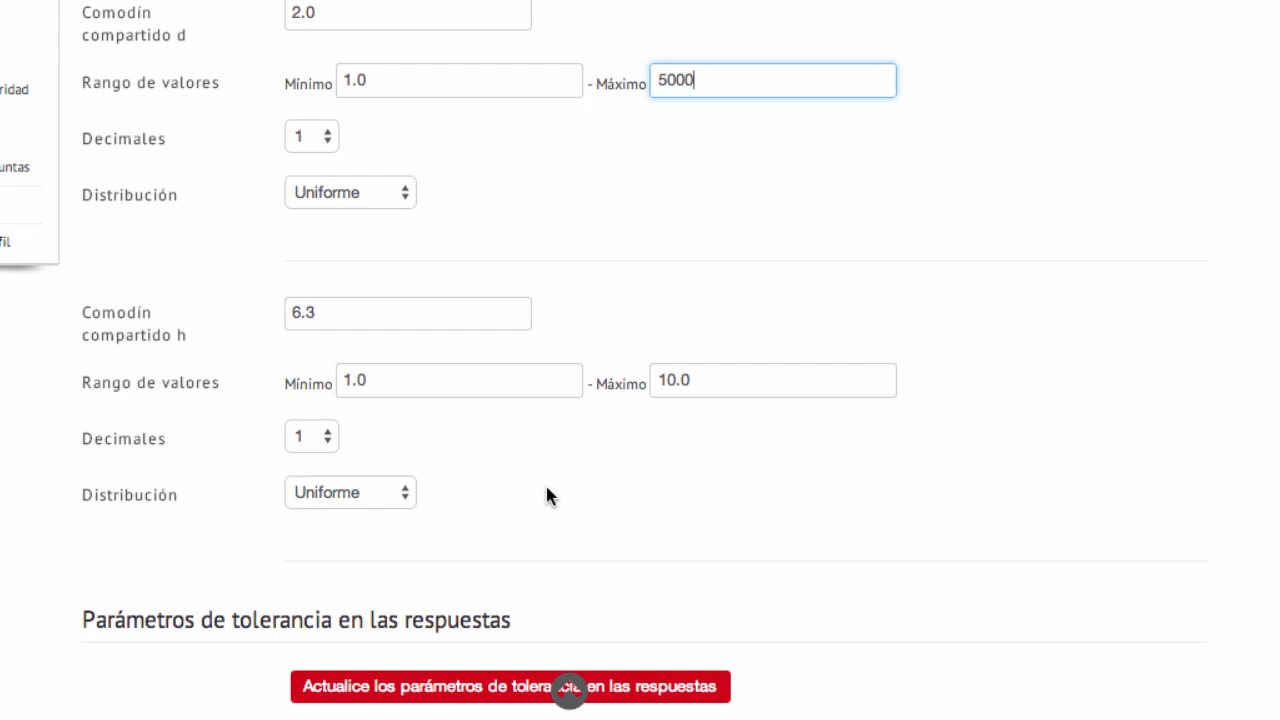 Comodín
compartido d
2.0
ridad
Rango de valores
Mínimo 1.0 - Máximo 5000
Decimales
1
untas
Distribución
Uniforme
fil
Comodín
compartido h
6.3
Rango de valores
Mínimo 1.0 - Máximo 10.0
Decimales
1
Distribución
Uniforme
Parámetros de tolerancia en las respuestas
Actualice los parámetros de tolerancia en las respuestas